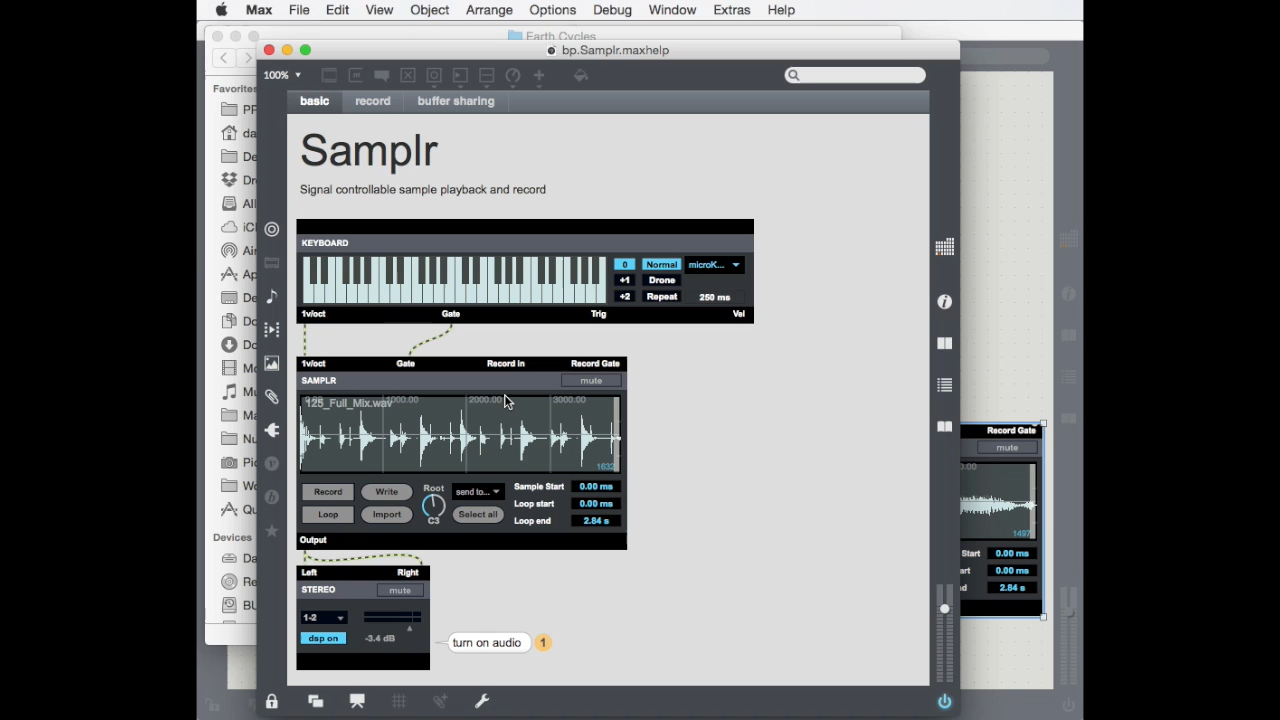 Max File Edit View Object Arrange Options Debug Window Extras Help
Earth Cycles
bp.Samplr.maxhelp
100%
Favorites
basic record buffer sharing
Samplr
Signal controllable sample playback and record
KEYBOARD
0 Normal microK...
+1 Drone
+2 Repeat 250 ms
1v/oct Gate Trig Vel
1v/oct Gate Record in Record Gate
SAMPLR mute
125_Full_Mix.wav
1000.00 2000.00 3000.00
1632
Record Write Root send to... Sample Start 0.00 ms
Loop Import C3 Select all Loop start 0.00 ms
Loop end 2.84 s
Output
Left Right
STEREO mute
1-2
dsp on -3.4 dB
turn on audio 1
Devices
Record Gate
mute
1497
Start 0.00 ms
0.00 ms
2.84 s